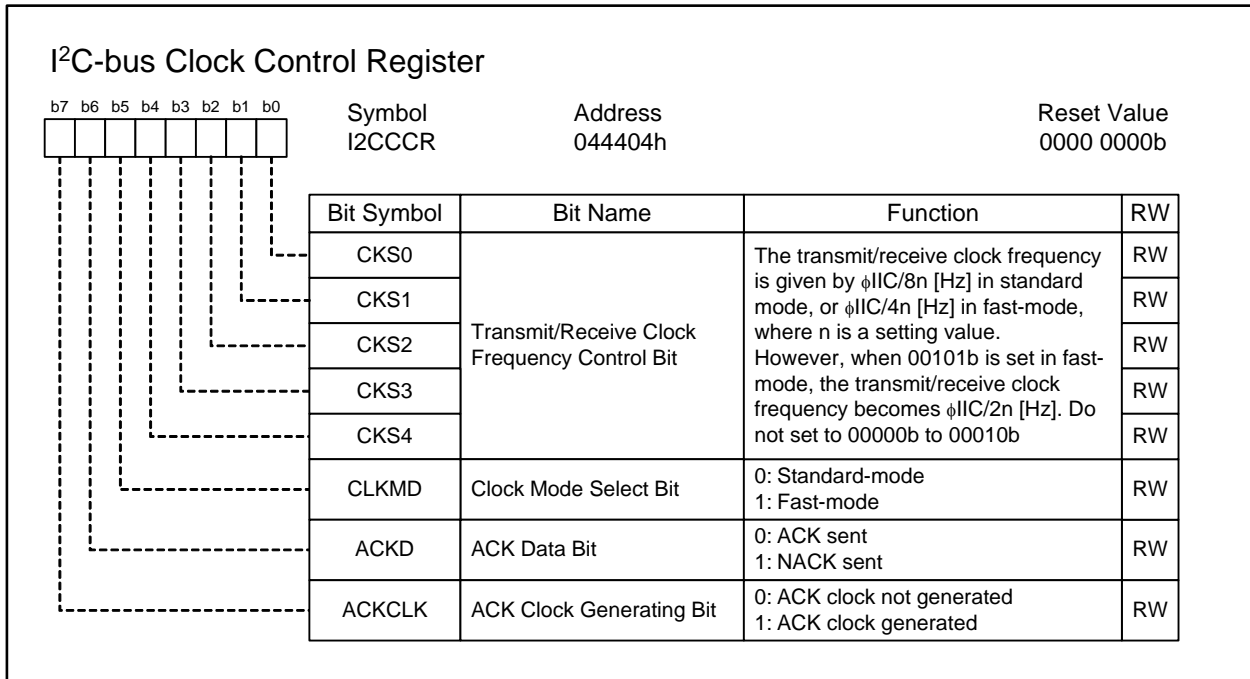 I²C-bus Clock Control Register
b7 b6 b5 b4 b3 b2 b1 b0
Symbol Address Reset Value
I2CCCR 044404h 0000 0000b
Bit Symbol Bit Name Function RW
CKS0 RW
CKS1 RW
CKS2 RW
CKS3 RW
CKS4 RW
Transmit/Receive Clock
Frequency Control Bit
The transmit/receive clock frequency
is given by ϕIIC/8n [Hz] in standard
mode, or ϕIIC/4n [Hz] in fast-mode,
where n is a setting value.
However, when 00101b is set in fast-
mode, the transmit/receive clock
frequency becomes ϕIIC/2n [Hz]. Do
not set to 00000b to 00010b
CLKMD Clock Mode Select Bit 0: Standard-mode RW
1: Fast-mode
ACKD ACK Data Bit 0: ACK sent RW
1: NACK sent
ACKCLK ACK Clock Generating Bit 0: ACK clock not generated RW
1: ACK clock generated